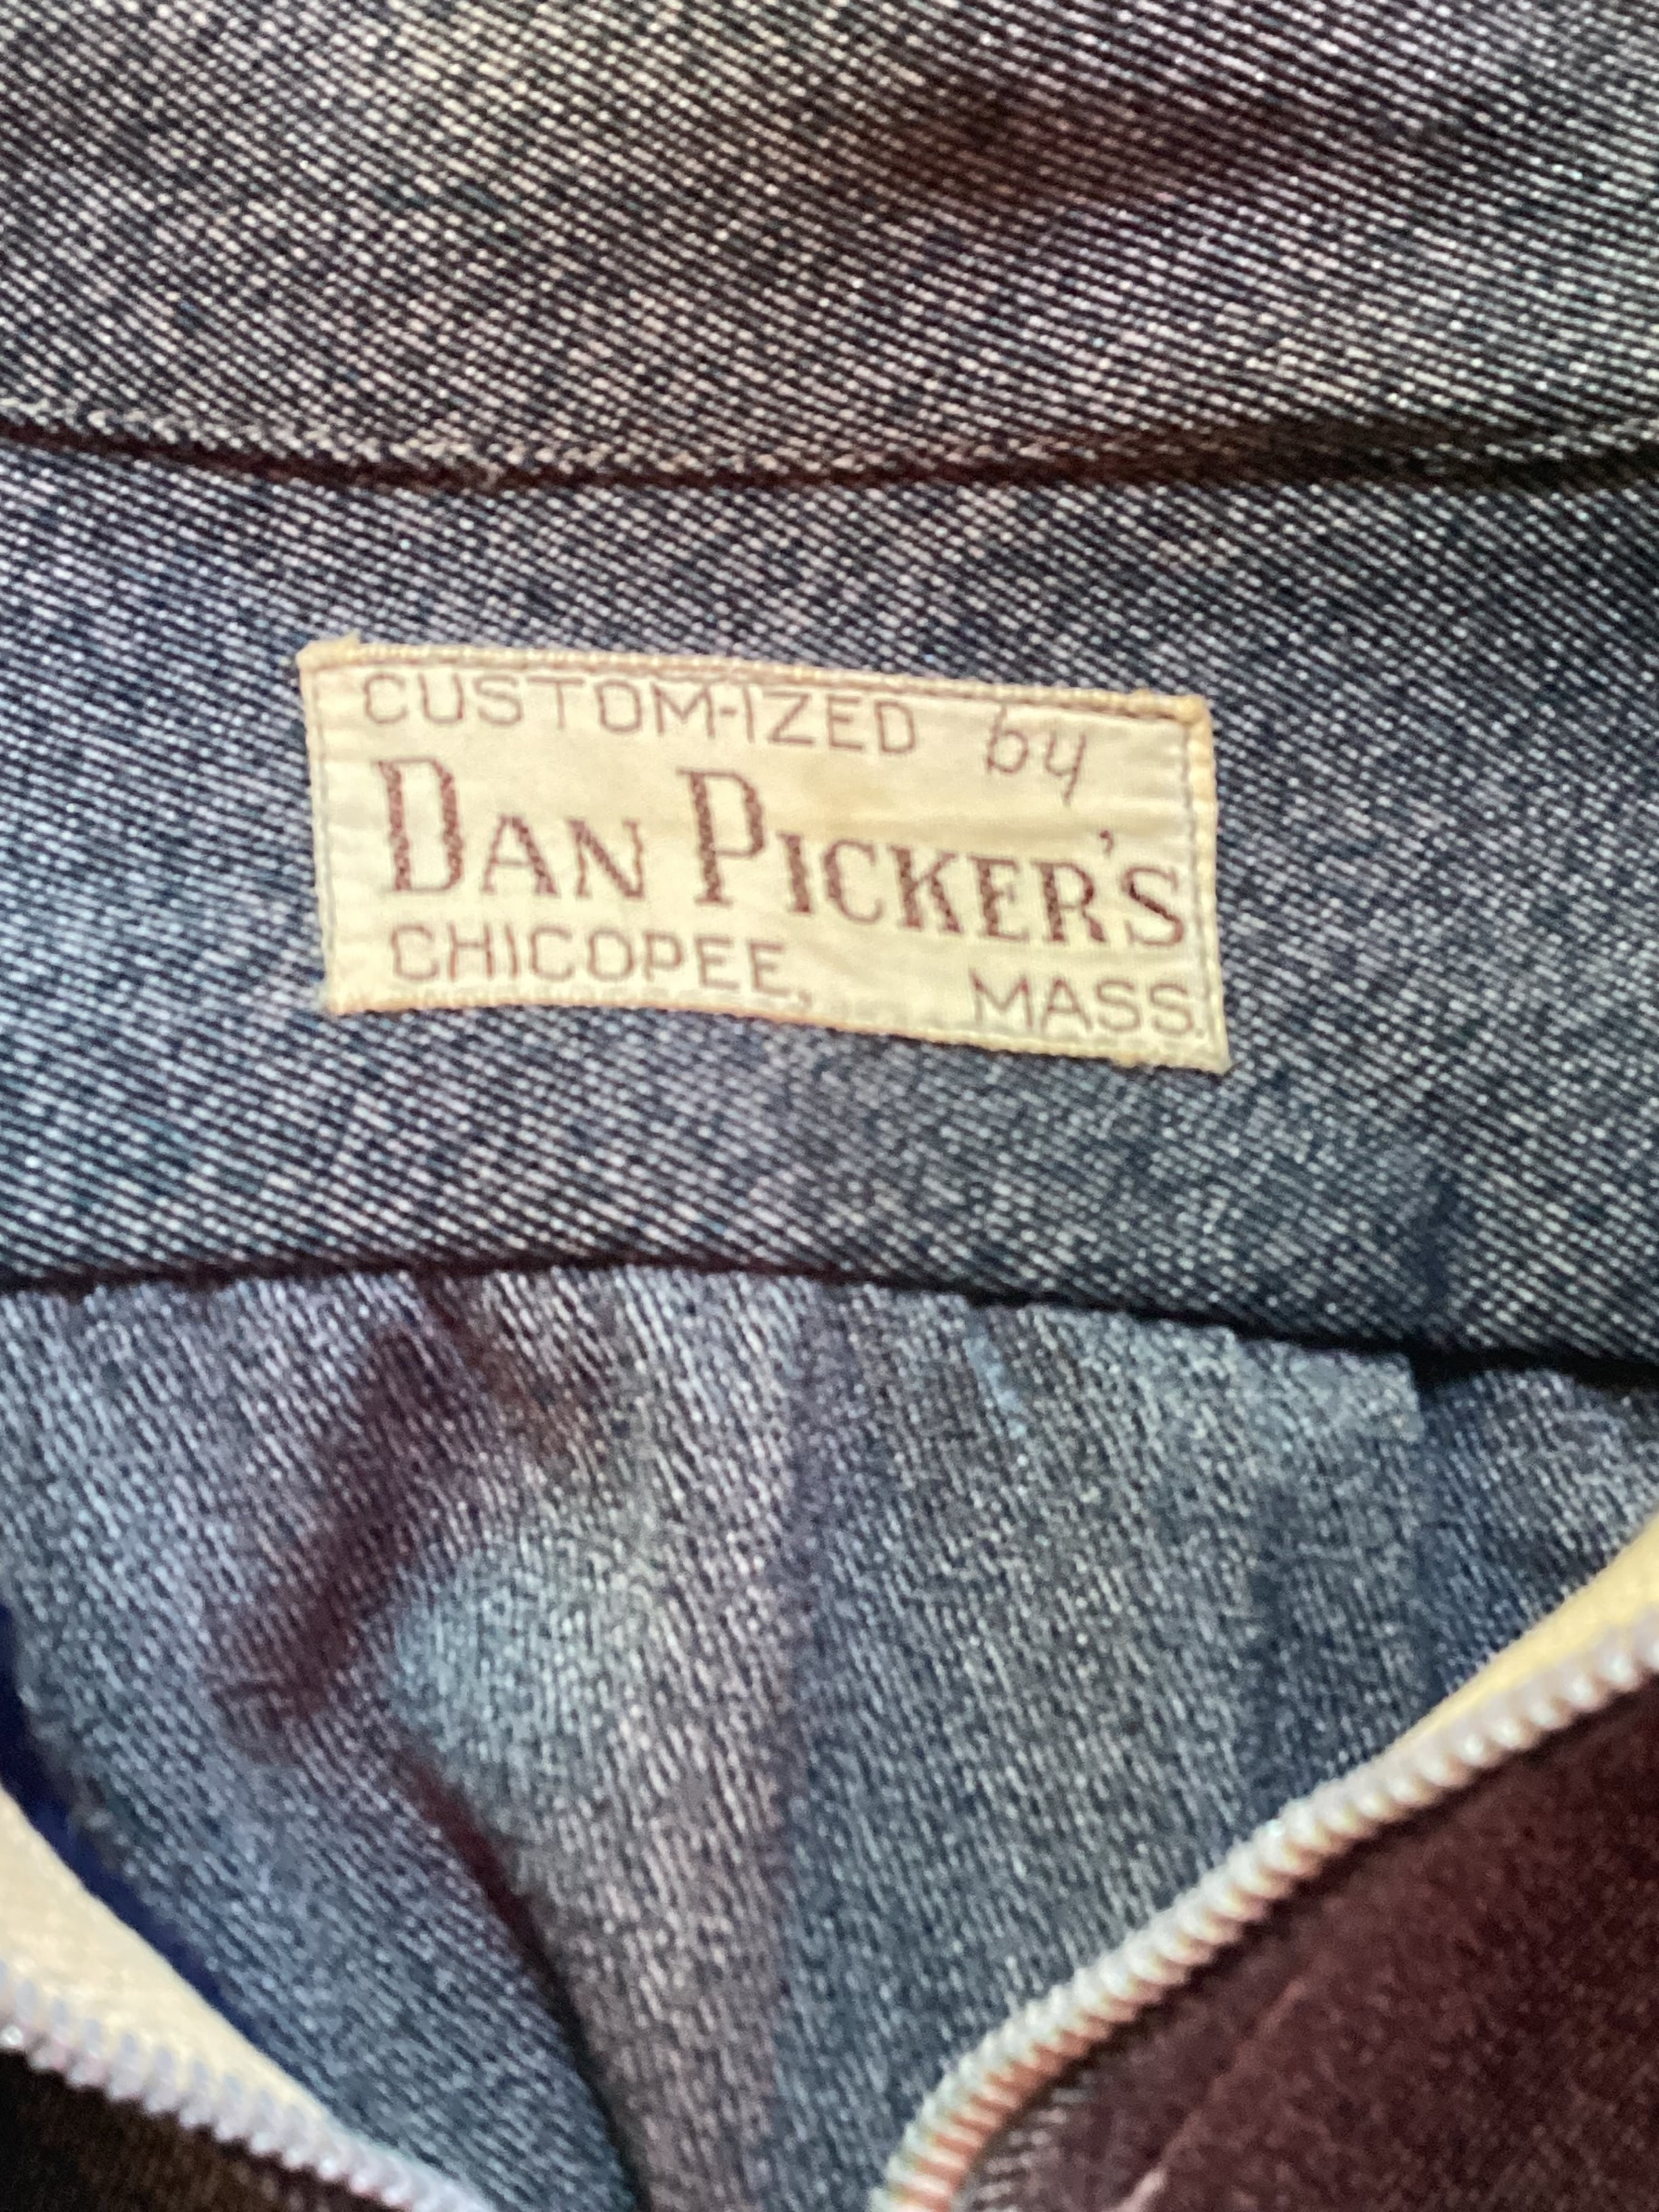 CUSTOM-IZED by
DAN PICKER'S
CHICOPEE, MASS.